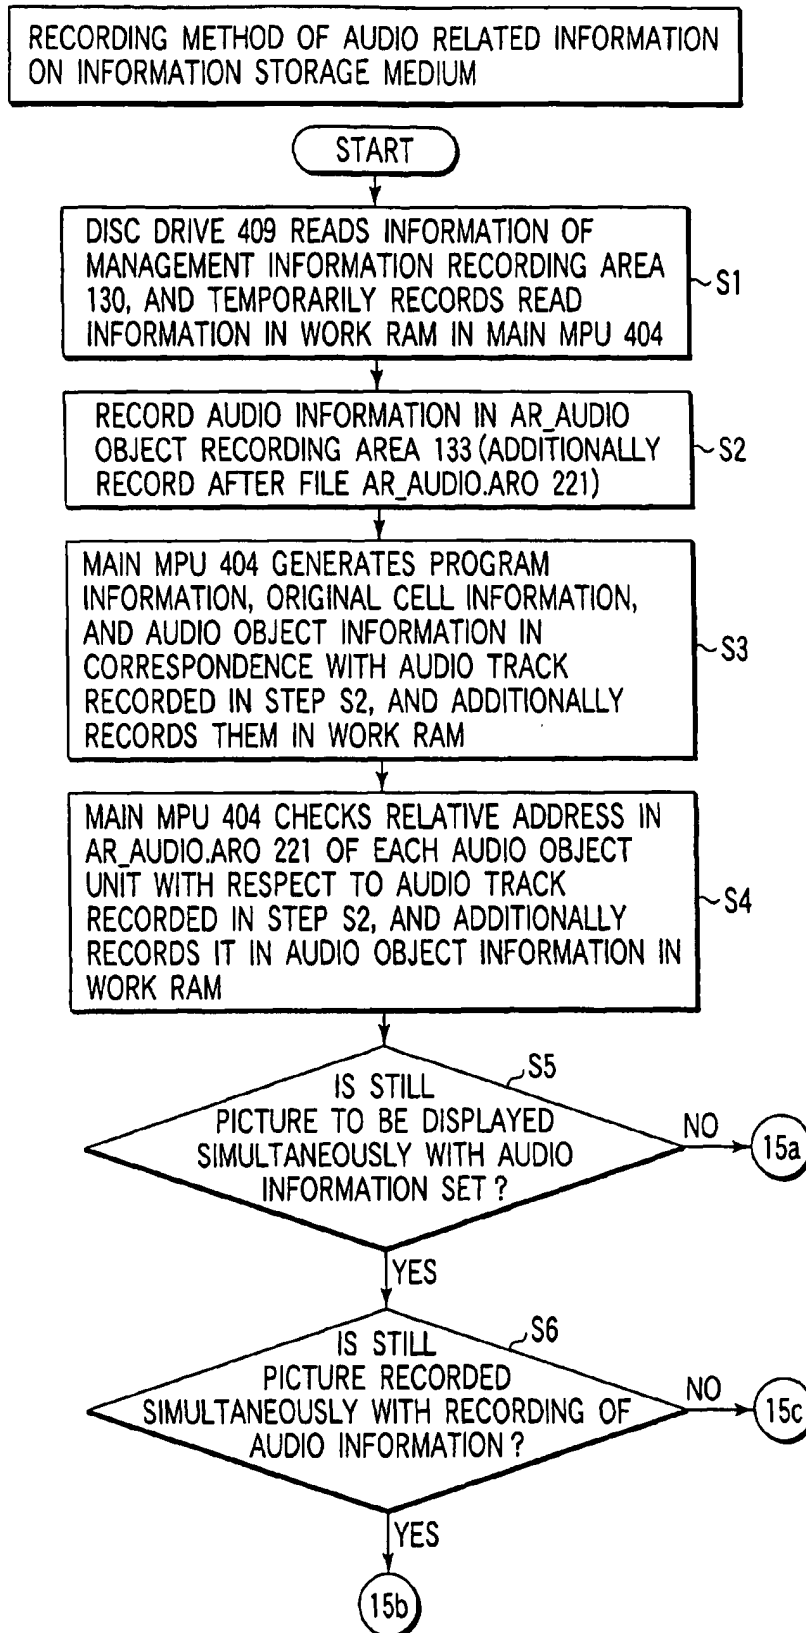 RECORDING METHOD OF AUDIO RELATED INFORMATION
ON INFORMATION STORAGE MEDIUM
START
DISC DRIVE 409 READS INFORMATION OF
MANAGEMENT INFORMATION RECORDING AREA
130, AND TEMPORARILY RECORDS READ
INFORMATION IN WORK RAM IN MAIN MPU 404
~S1
RECORD AUDIO INFORMATION IN AR_AUDIO
OBJECT RECORDING AREA 133 (ADDITIONALLY
RECORD AFTER FILE AR_AUDIO.ARO 221)
~S2
MAIN MPU 404 GENERATES PROGRAM
INFORMATION, ORIGINAL CELL INFORMATION,
AND AUDIO OBJECT INFORMATION IN
CORRESPONDENCE WITH AUDIO TRACK
RECORDED IN STEP S2, AND ADDITIONALLY
RECORDS THEM IN WORK RAM
~S3
MAIN MPU 404 CHECKS RELATIVE ADDRESS IN
AR_AUDIO.ARO 221 OF EACH AUDIO OBJECT
UNIT WITH RESPECT TO AUDIO TRACK
RECORDED IN STEP S2, AND ADDITIONALLY
RECORDS IT IN AUDIO OBJECT INFORMATION IN
WORK RAM
~S4
S5
IS STILL
PICTURE TO BE DISPLAYED
SIMULTANEOUSLY WITH AUDIO
INFORMATION SET?
NO
15a
YES
S6
IS STILL
PICTURE RECORDED
SIMULTANEOUSLY WITH RECORDING OF
AUDIO INFORMATION?
NO
15c
YES
15b